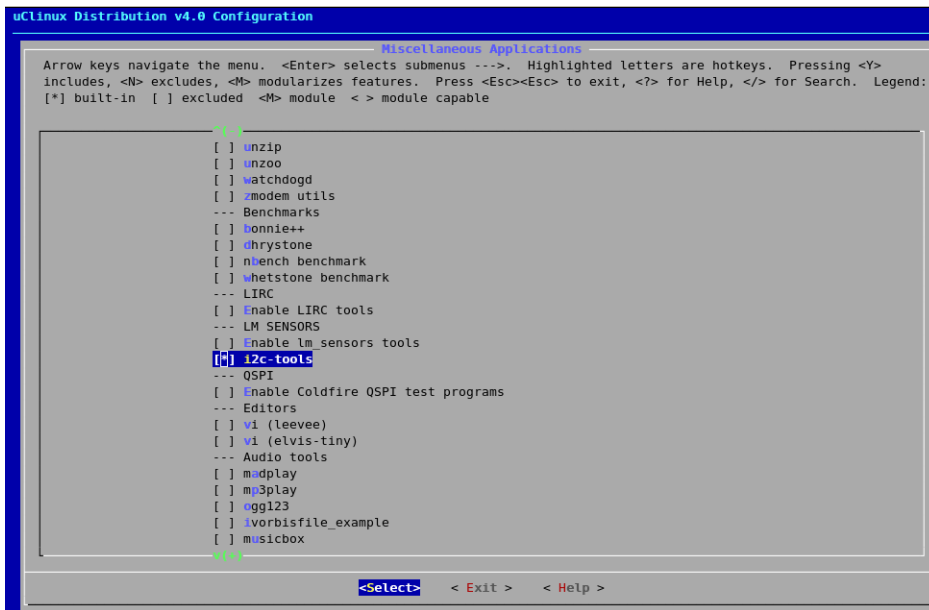 uClinux Distribution v4.0 Configuration
Miscellaneous Applications
Arrow keys navigate the menu.  <Enter> selects submenus --->.  Highlighted letters are hotkeys.  Pressing <Y>
includes, <N> excludes, <M> modularizes features.  Press <Esc><Esc> to exit, <?> for Help, </> for Search.  Legend:
[*] built-in  [ ] excluded  <M> module  < > module capable
^(-)
[ ] unzip
[ ] unzoo
[ ] watchdogd
[ ] zmodem utils
--- Benchmarks
[ ] bonnie++
[ ] dhrystone
[ ] nbench benchmark
[ ] whetstone benchmark
--- LIRC
[ ] Enable LIRC tools
--- LM SENSORS
[ ] Enable lm_sensors tools
[*] i2c-tools
--- QSPI
[ ] Enable Coldfire QSPI test programs
--- Editors
[ ] vi (leevee)
[ ] vi (elvis-tiny)
--- Audio tools
[ ] madplay
[ ] mp3play
[ ] ogg123
[ ] ivorbisfile_example
[ ] musicbox
v(+)
<Select>    < Exit >    < Help >